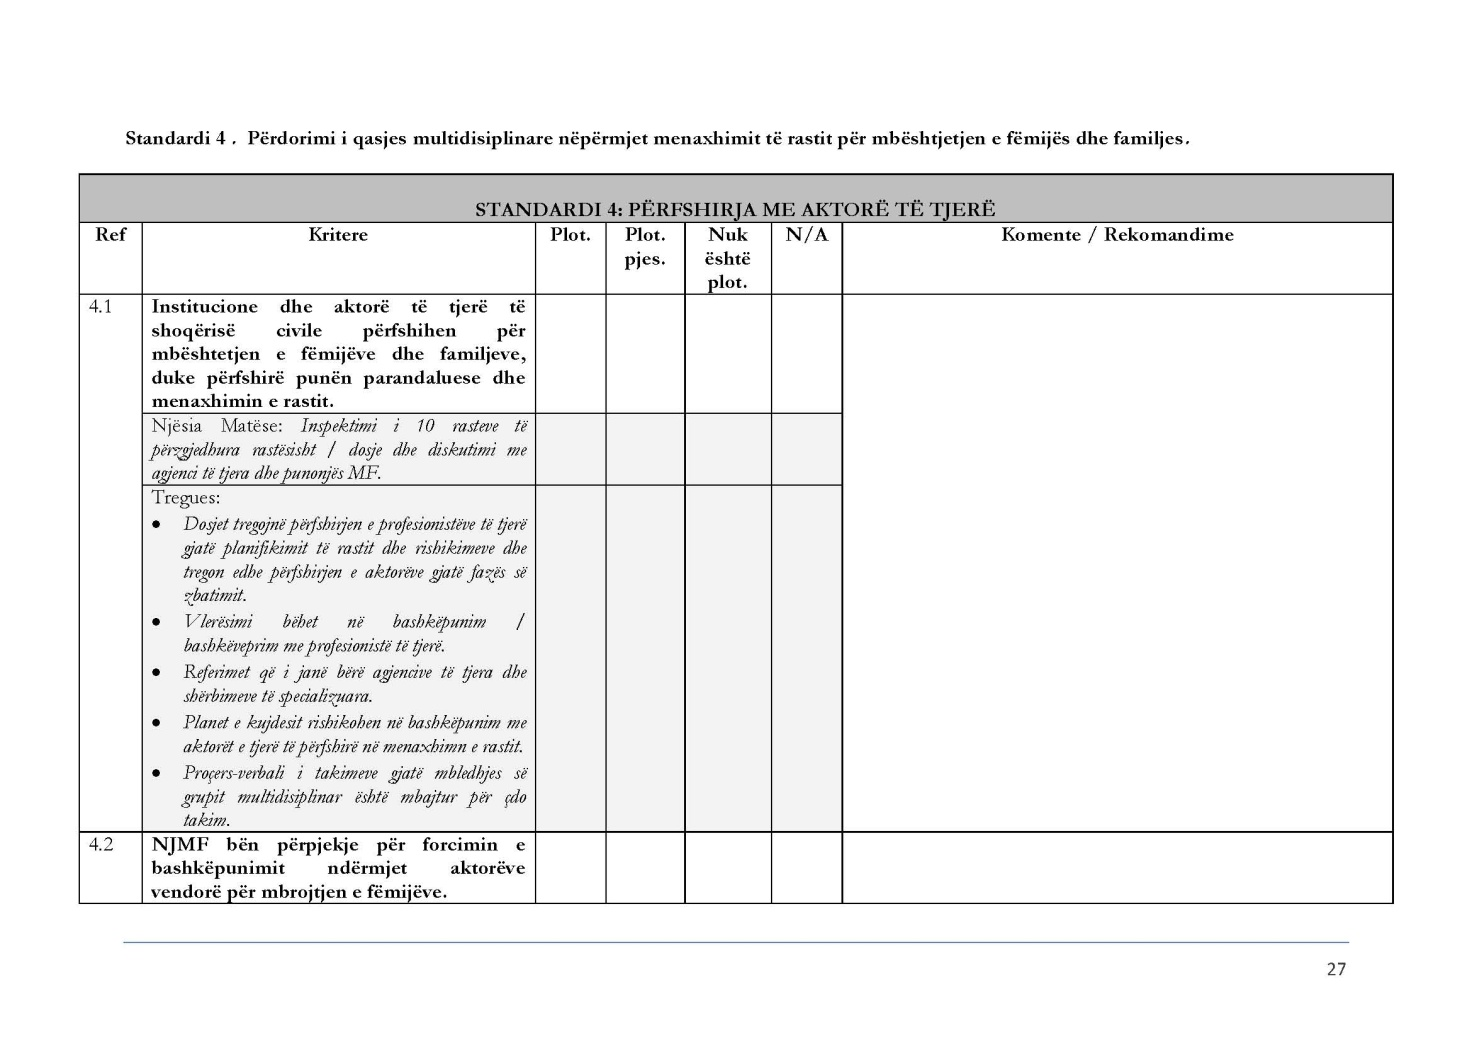 Standardi 4 . Përdorimi i qasjes multidisiplinare nëpërmjet menaxhimit të rastit për mbështjetjen e fëmijës dhe familjes.
STANDARDI 4: PËRFSHIRJA ME AKTORË TË TJERË
Ref Kritere Plot. Plot. pjes. Nuk është plot. N/A Komente / Rekomandime
4.1 Institucione dhe aktorë të tjerë të
shoqërisë civile përfshihen për
mbështetjen e fëmijëve dhe familjeve,
duke përfshirë punën parandaluese dhe
menaxhimin e rastit.
Njësia Matëse: Inspektimi i 10 rasteve të
përzgjedhura rastësisht / dosje dhe diskutimi me
agjenci të tjera dhe punonjës MF.
Tregues:
• Dosjet tregojnë përfshirjen e profesionistëve të tjerë
gjatë planifikimit të rastit dhe rishikimeve dhe
tregon edhe përfshirjen e aktorëve gjatë fazës së
zbatimit.
• Vlerësimi bëhet në bashkëpunim /
bashkëveprim me profesionistë të tjerë.
• Referimet që i janë bërë agjencive të tjera dhe
shërbimeve të specializuara.
• Planet e kujdesit rishikohen në bashkëpunim me
aktorët e tjerë të përfshirë në menaxhimn e rastit.
• Proçers-verbali i takimeve gjatë mbledhjes së
grupit multidisiplinar është mbajtur për çdo
takim.
4.2 NJMF bën përpjekje për forcimin e
bashkëpunimit ndërmjet aktorëve
vendorë për mbrojtjen e fëmijëve.
27